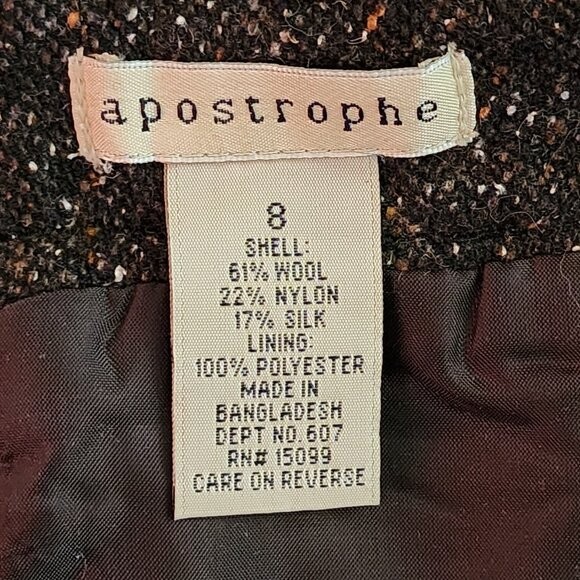 apostrophe
8
SHELL:
61% WOOL
22% NYLON
17% SILK
LINING:
100% POLYESTER
MADE IN
BANGLADESH
DEPT NO. 607
RN# 15099
CARE ON REVERSE